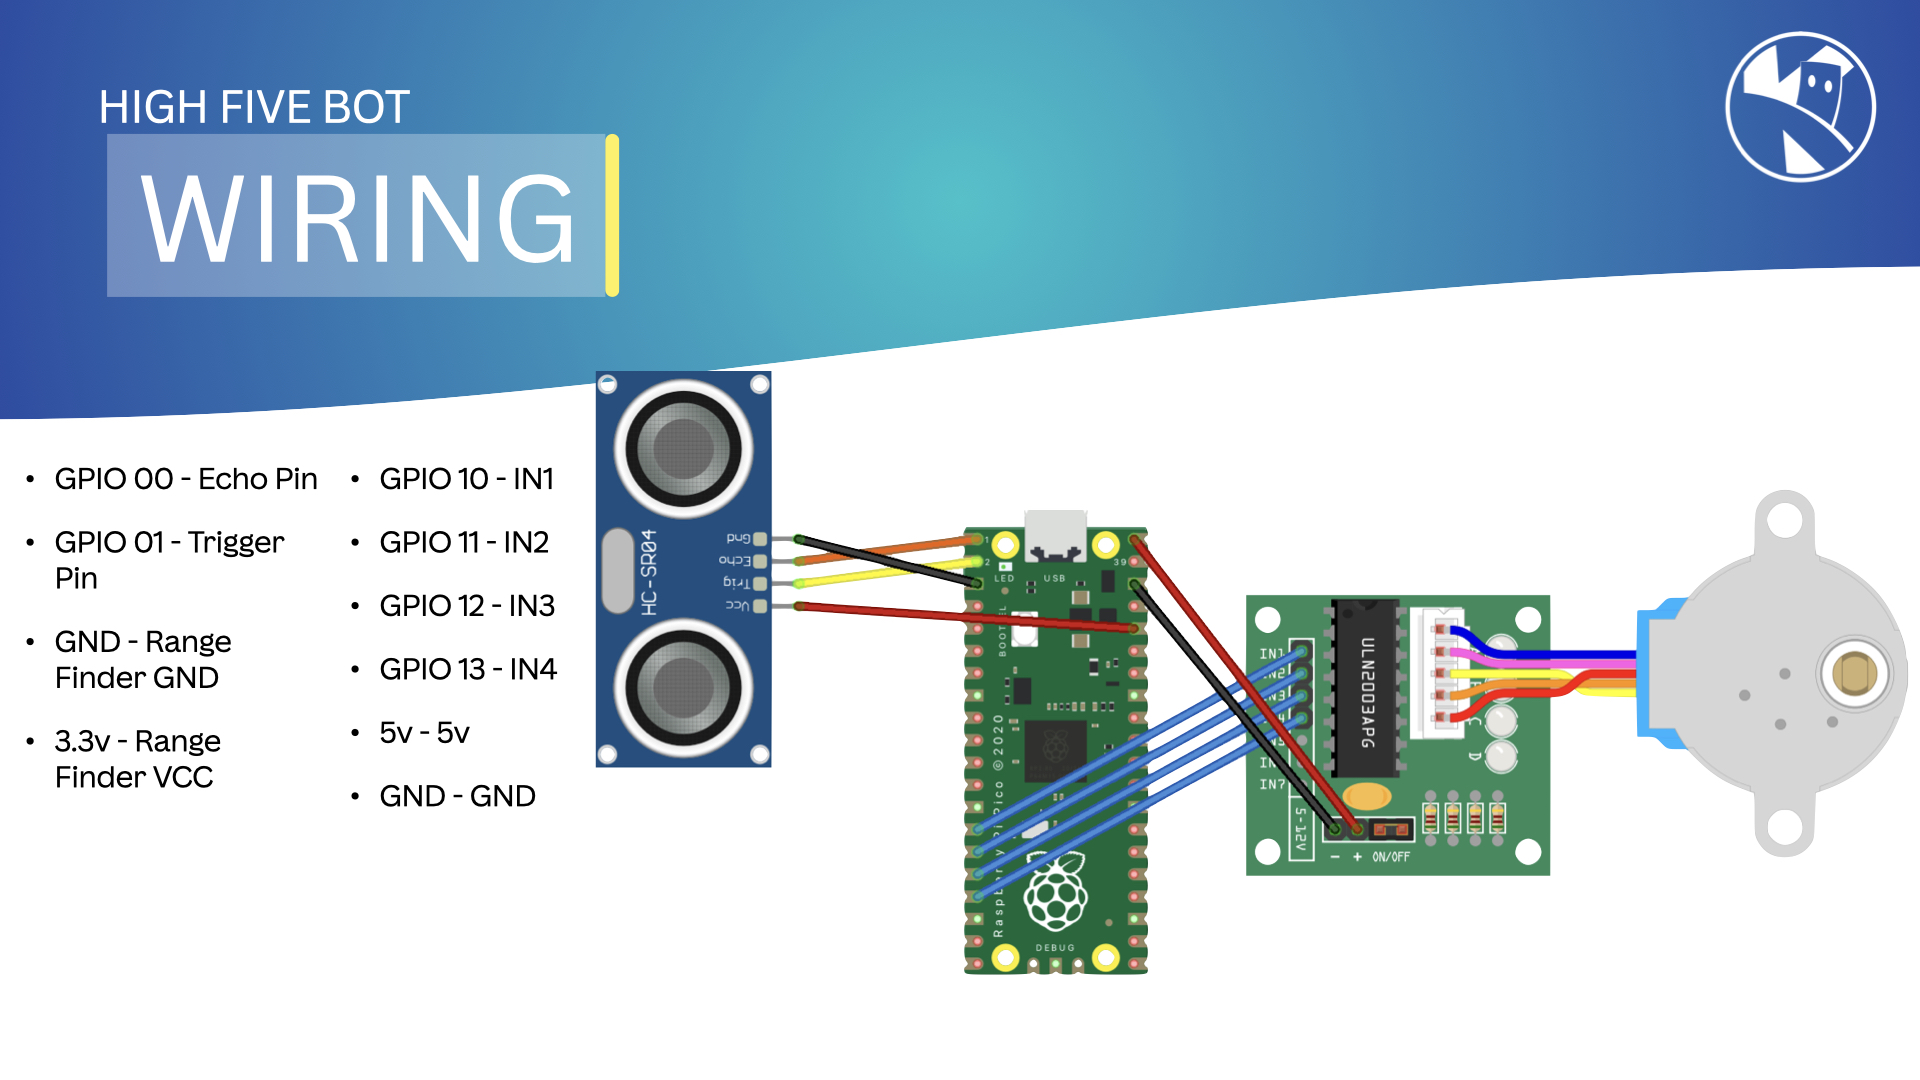 HIGH FIVE BOT
WIRING
• GPIO 00 - Echo Pin
• GPIO 01 - Trigger
Pin
• GND - Range
Finder GND
• 3.3v - Range
Finder VCC
• GPIO 10 - IN1
• GPIO 11 - IN2
• GPIO 12 - IN3
• GPIO 13 - IN4
• 5v - 5v
• GND - GND
HC-SR04
Gnd
Echo
Trig
Vcc
1
2
39
LED
USB
Raspberry Pi Pico ©2020
DEBUG
IN1
IN2
IN3
IN7
5-12V
ULN2003APG
C
D
- + ON/OFF